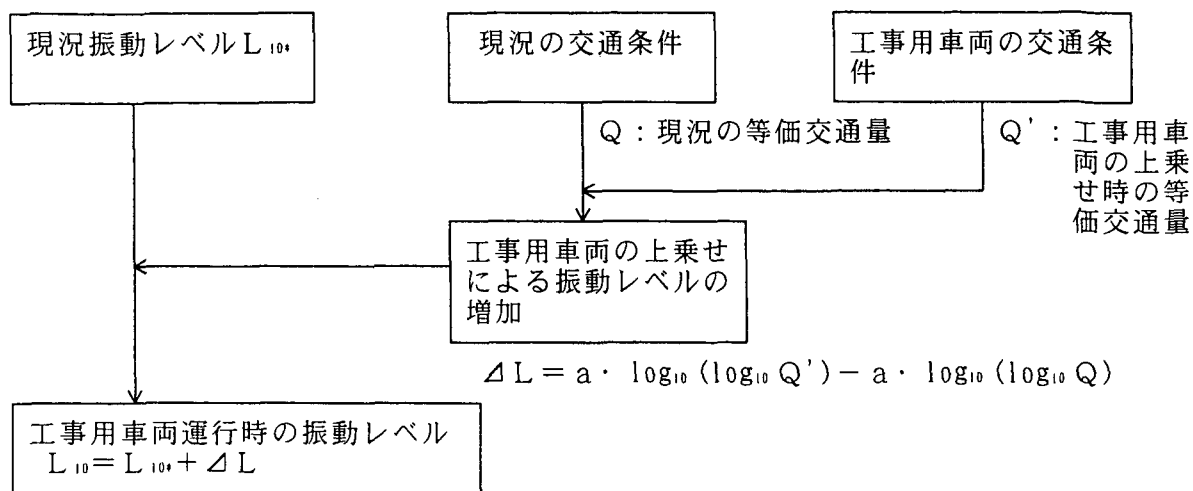 現況振動レベルL₁₀*
現況の交通条件
工事用車両の交通条
件
Q:現況の等価交通量
Q':工事用車
両の上乗
せ時の等
価交通量
工事用車両の上乗せ
による振動レベルの
増加
ΔL=a・log₁₀(log₁₀Q')-a・log₁₀(log₁₀Q)
工事用車両運行時の振動レベル
L₁₀=L₁₀*+ΔL